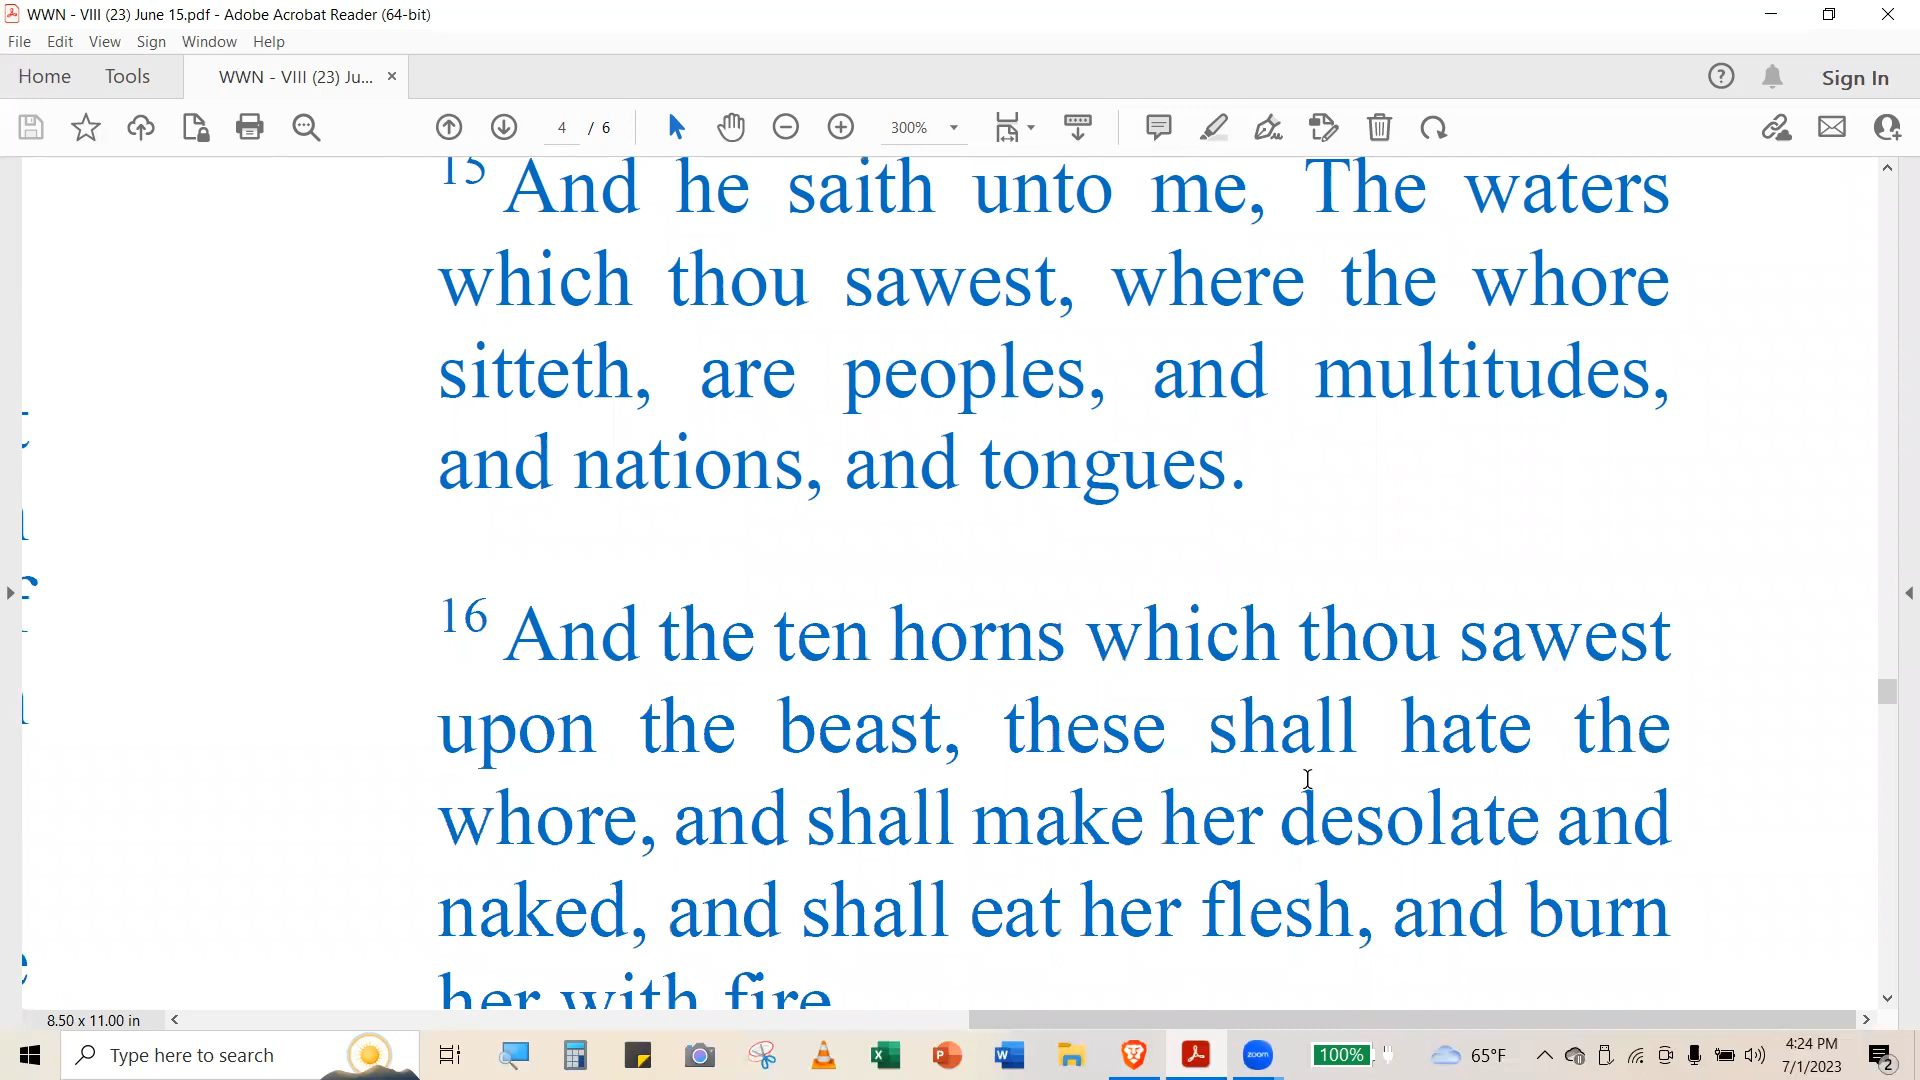 WWN - VIII (23) June 15.pdf - Adobe Acrobat Reader (64-bit)
File Edit View Sign Window Help
Home Tools WWN - VIII (23) Ju... × Sign In
4 / 6 300%
15 And he saith unto me, The waters
which thou sawest, where the whore
sitteth, are peoples, and multitudes,
and nations, and tongues.
16 And the ten horns which thou sawest
upon the beast, these shall hate the
whore, and shall make her desolate and
naked, and shall eat her flesh, and burn
her with fire
8.50 x 11.00 in
Type here to search zoom 100% 65°F 4:24 PM
7/1/2023 2